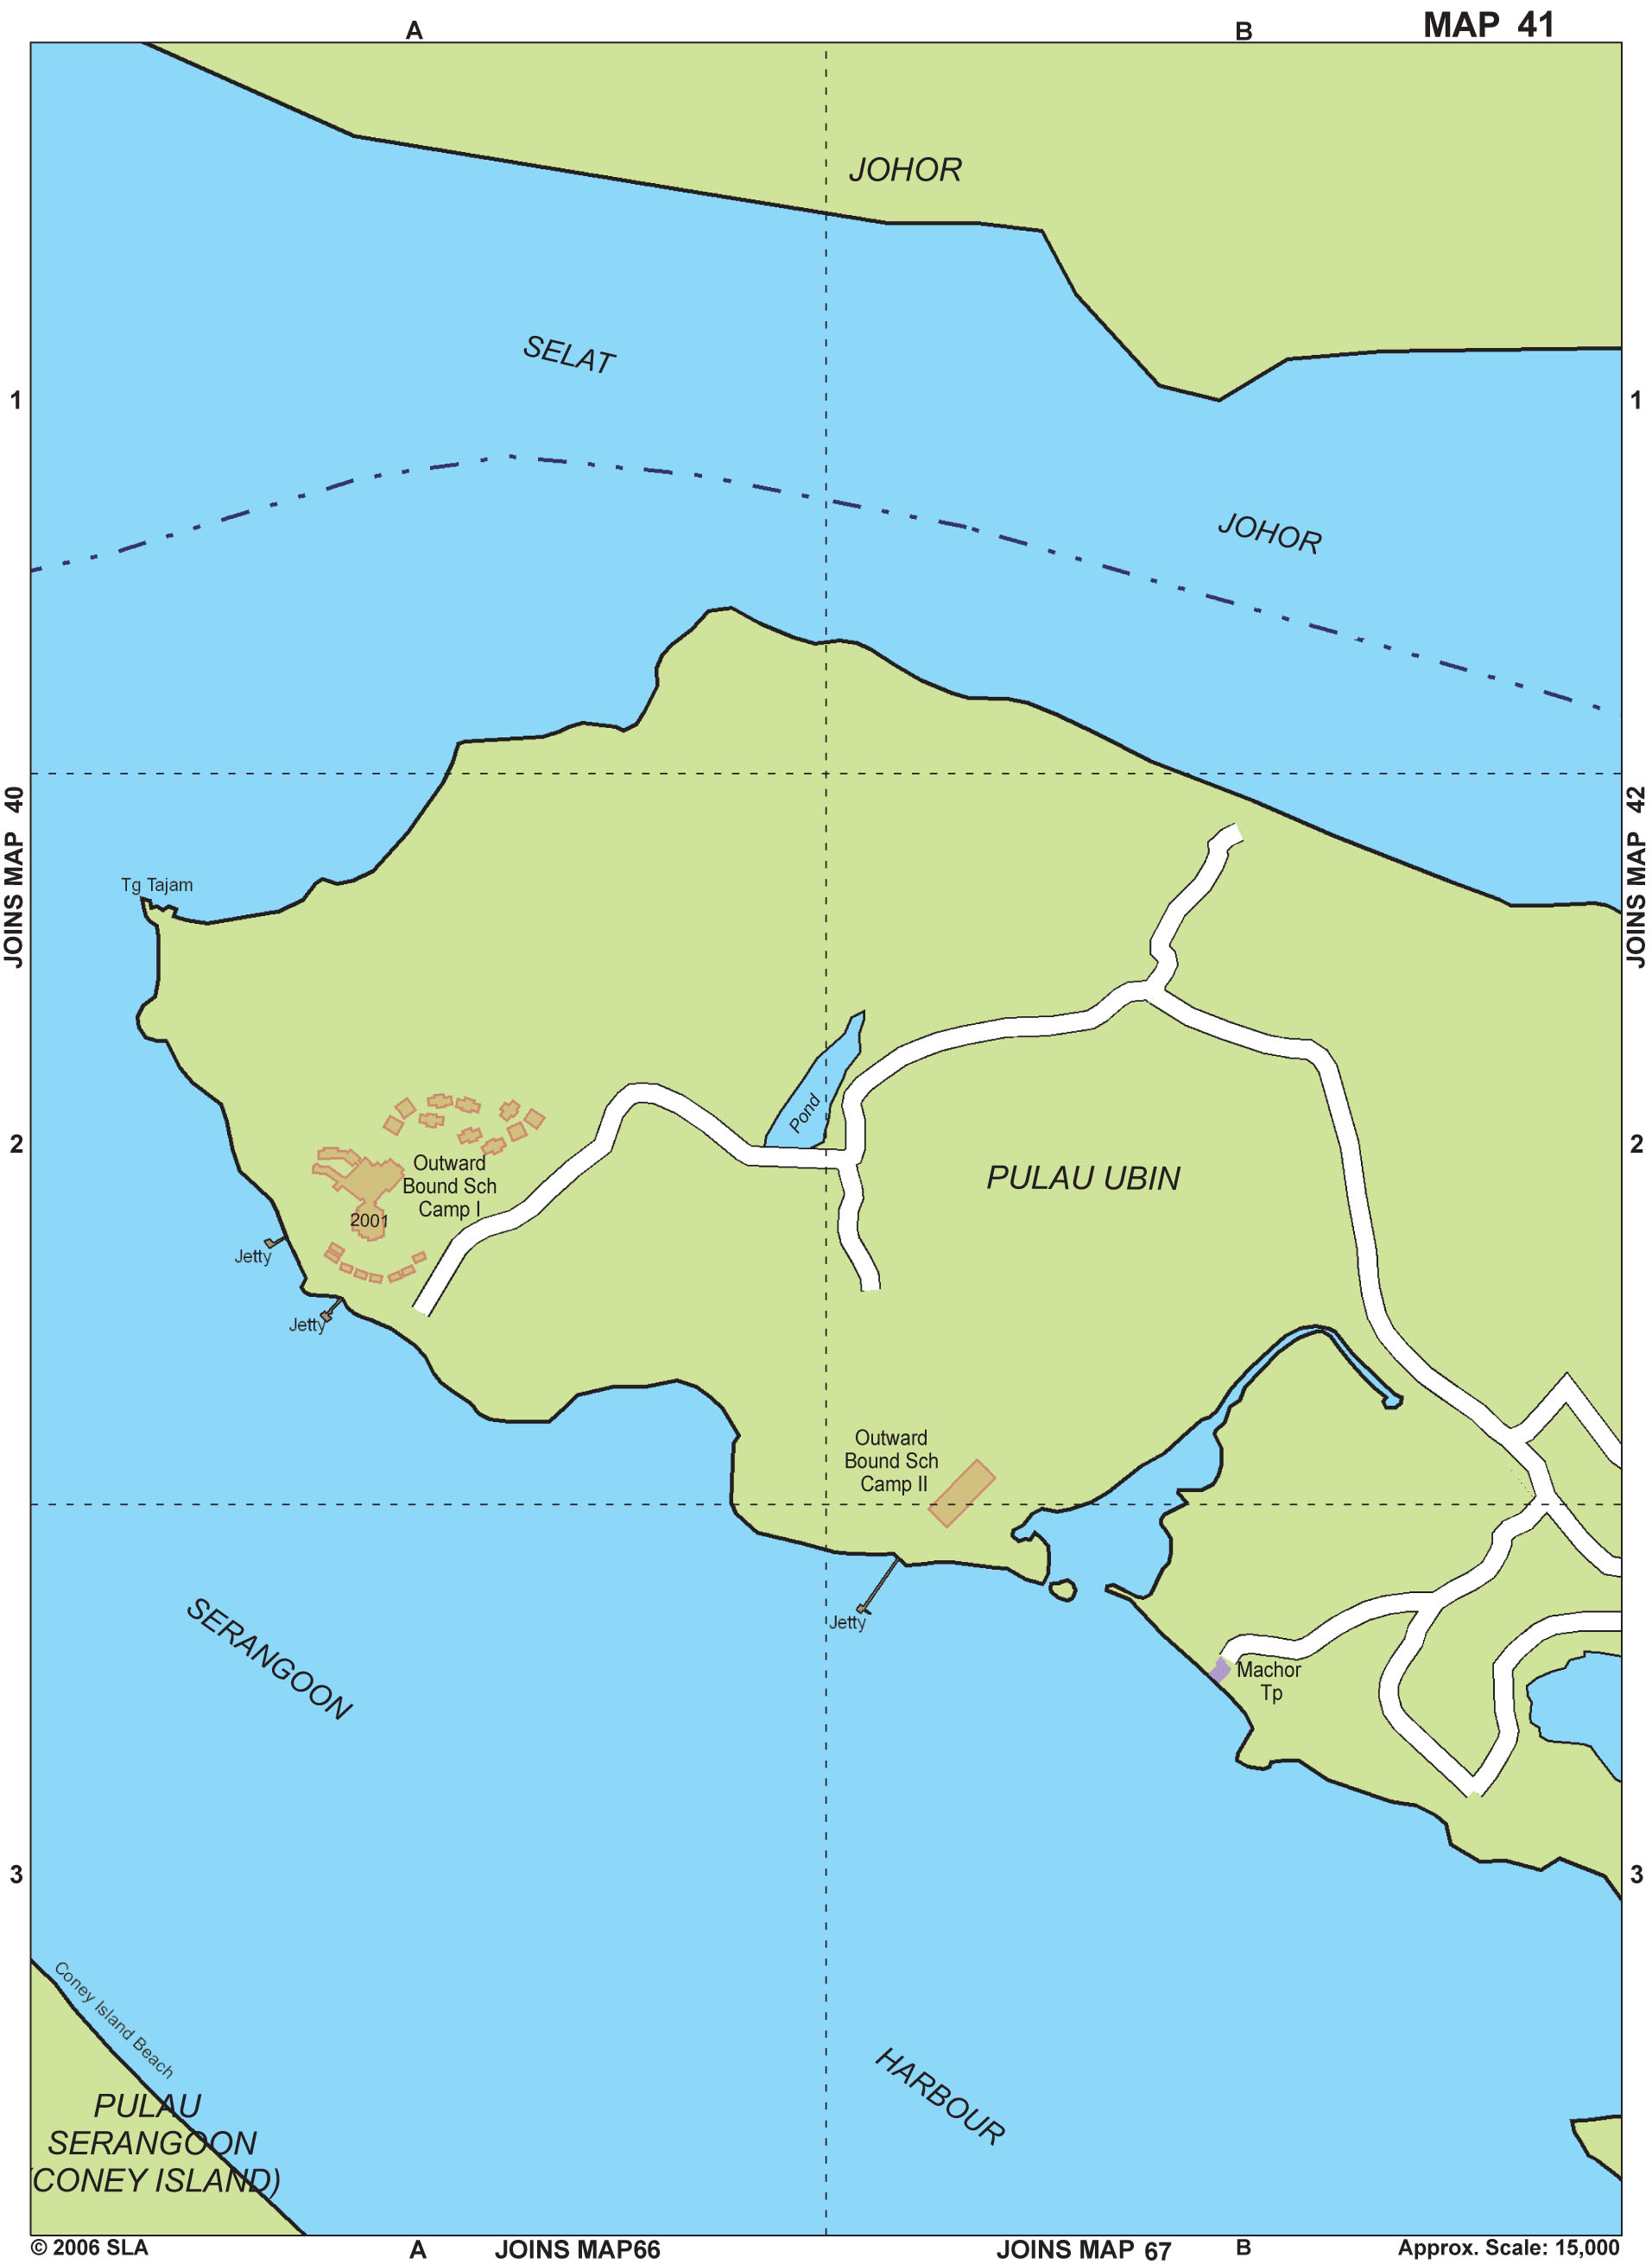 MAP 41
A
B
JOHOR
SELAT
1
1
JOHOR
JOINS MAP 40
JOINS MAP 42
Tg Tajam
Pond
2
2
Outward
Bound Sch
Camp I
PULAU UBIN
2001
Jetty
Jetty
Outward
Bound Sch
Camp II
SERANGOON
Jetty
Machor
Tp
3
3
Coney Island Beach
HARBOUR
PULAU
SERANGOON
(CONEY ISLAND)
© 2006 SLA
A
JOINS MAP66
JOINS MAP 67
B
Approx. Scale: 15,000